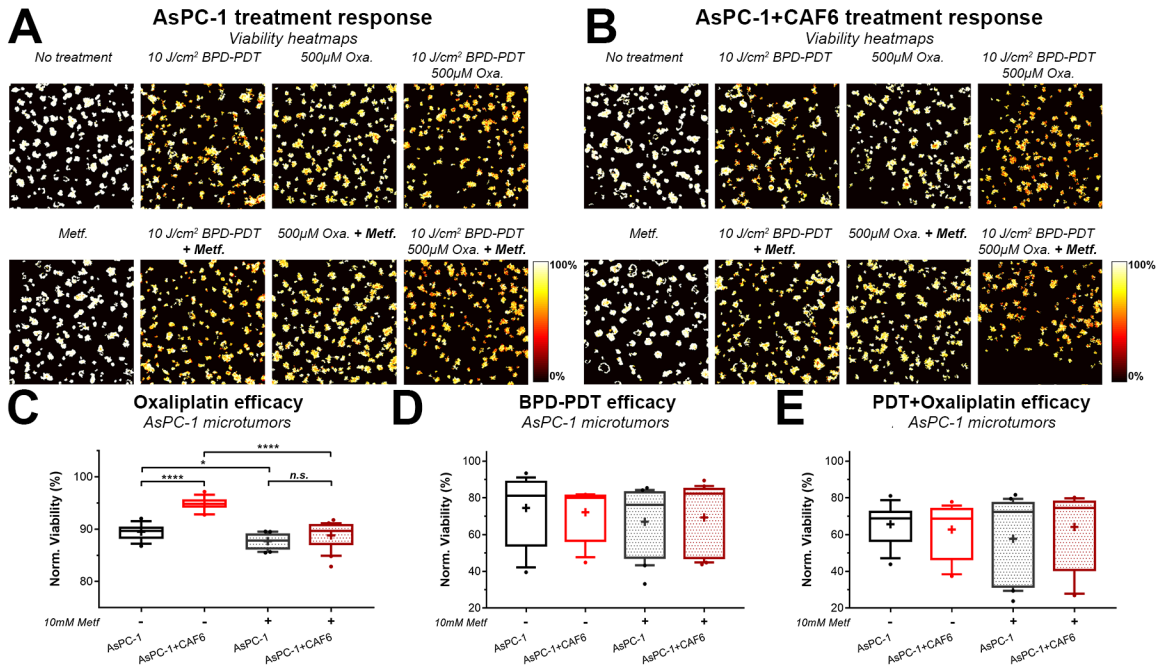 A
AsPC-1 treatment response
Viability heatmaps
No treatment
10 J/cm² BPD-PDT
500µM Oxa.
10 J/cm² BPD-PDT
500µM Oxa.
Metf.
10 J/cm² BPD-PDT
+ Metf.
500µM Oxa. + Metf.
10 J/cm² BPD-PDT
500µM Oxa. + Metf.
100%
0%
B
AsPC-1+CAF6 treatment response
Viability heatmaps
No treatment
10 J/cm² BPD-PDT
500µM Oxa.
10 J/cm² BPD-PDT
500µM Oxa.
Metf.
10 J/cm² BPD-PDT
+ Metf.
500µM Oxa. + Metf.
10 J/cm² BPD-PDT
500µM Oxa. + Metf.
100%
0%
C
Oxaliplatin efficacy
AsPC-1 microtumors
Norm. Viability (%)
100
90
80
****
*
****
n.s.
10mM Metf
- - + +
AsPC-1
AsPC-1+CAF6
AsPC-1
AsPC-1+CAF6
D
BPD-PDT efficacy
AsPC-1 microtumors
Norm. Viability (%)
100
80
60
40
20
10mM Metf
- - + +
AsPC-1
AsPC-1+CAF6
AsPC-1
AsPC-1+CAF6
E
PDT+Oxaliplatin efficacy
. AsPC-1 microtumors
Norm. Viability (%)
100
80
60
40
20
10mM Metf
- - + +
AsPC-1
AsPC-1+CAF6
AsPC-1
AsPC-1+CAF6